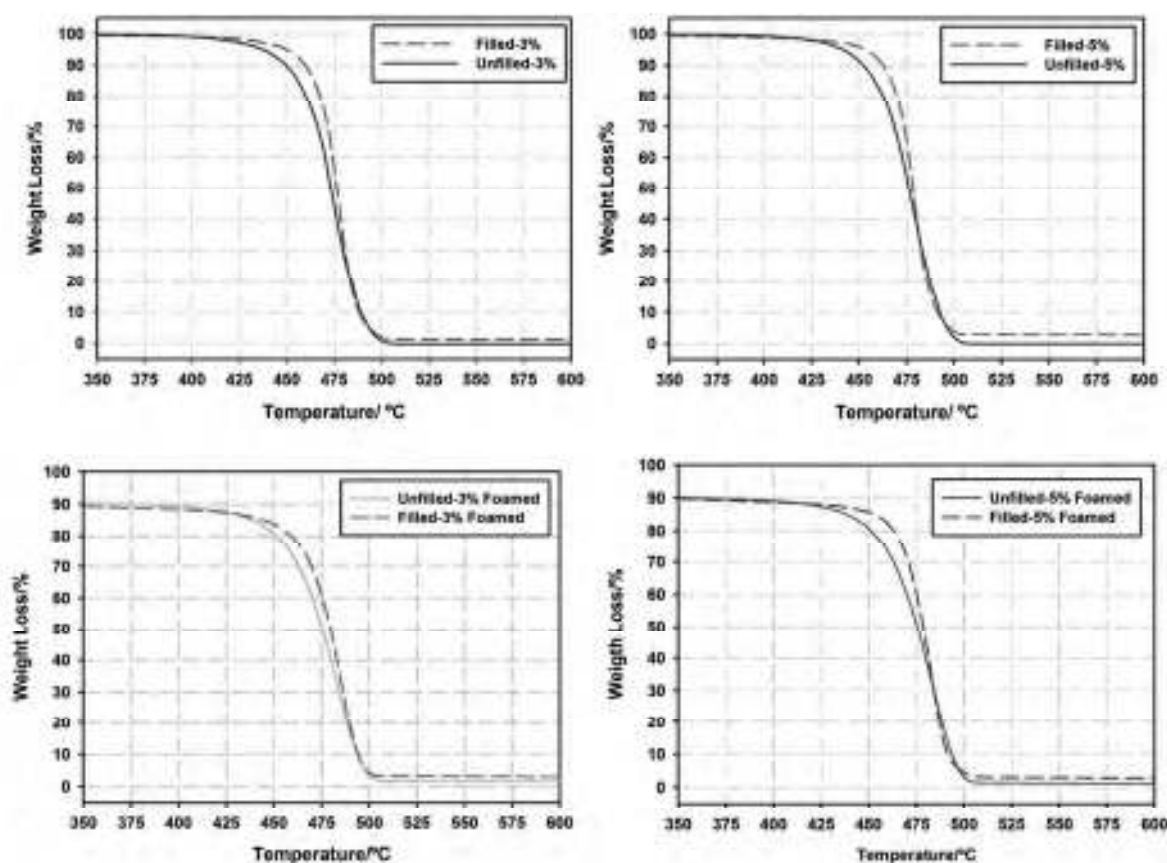 100
90
80
70
60
50
40
30
20
10
0
Weight Loss/%
Filled-3%
Unfilled-3%
350 375 400 425 450 475 500 525 550 575 600
Temperature/ ºC
100
90
80
70
60
50
40
30
20
10
0
Weight Loss/%
Filled-5%
Unfilled-5%
350 375 400 425 450 475 500 525 550 575 600
Temperature/ ºC
100
90
80
70
60
50
40
30
20
10
0
Weight Loss/%
Unfilled-3% Foamed
Filled-3% Foamed
350 375 400 425 450 475 500 525 550 575 600
Temperature/ºC
100
90
80
70
60
50
40
30
20
10
0
Weigth Loss/%
Unfilled-5% Foamed
Filled-5% Foamed
350 375 400 425 450 475 500 525 550 575 600
Temperature/ºC